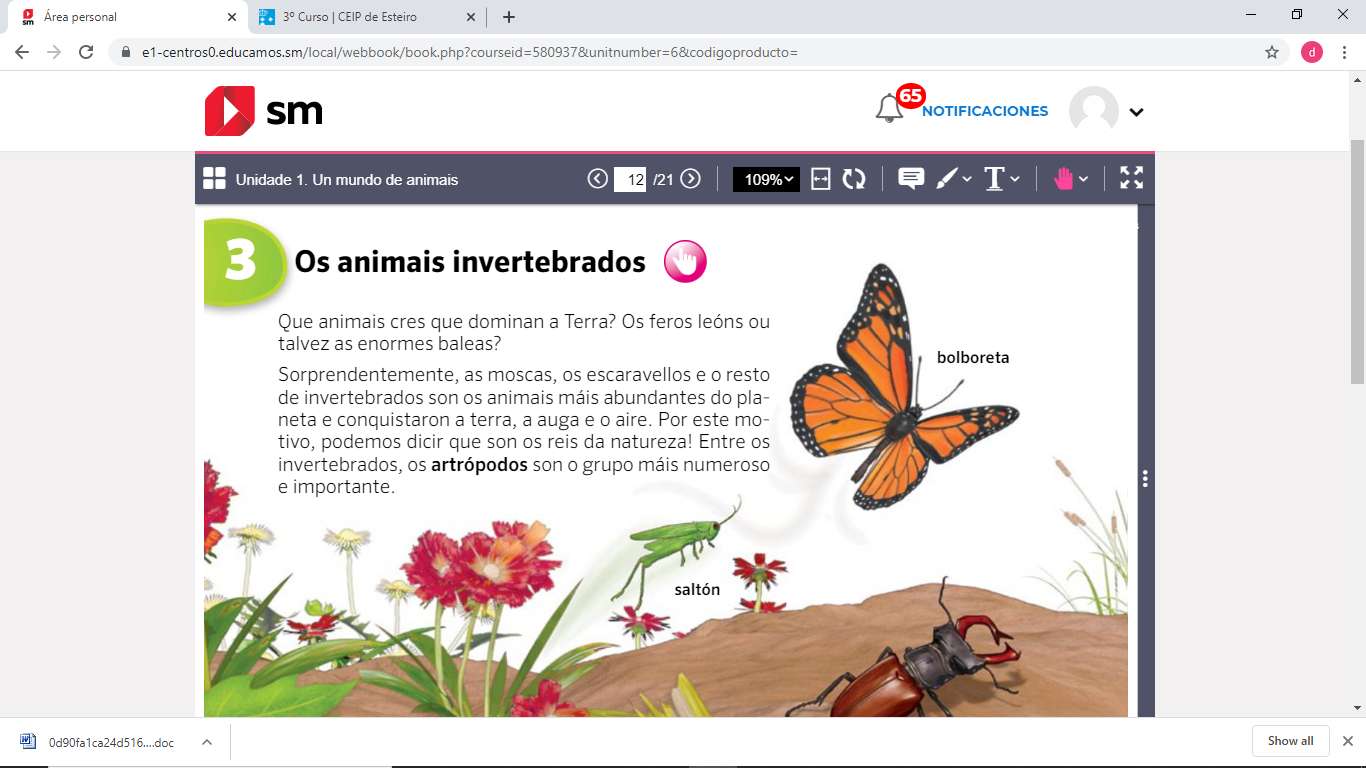 Área personal
3º Curso | CEIP de Esteiro
e1-centros0.educamos.sm/local/webbook/book.php?courseid=580937&unitnumber=6&codigoproducto=
d
sm
65
NOTIFICACIONES
Unidade 1. Un mundo de animais
12 /21
109%
T
3
Os animais invertebrados
Que animais cres que dominan a Terra? Os feros leóns ou
talvez as enormes baleas?
Sorprendentemente, as moscas, os escaravellos e o resto
de invertebrados son os animais máis abundantes do pla-
neta e conquistaron a terra, a auga e o aire. Por este mo-
tivo, podemos dicir que son os reis da natureza! Entre os
invertebrados, os artrópodos son o grupo máis numeroso
e importante.
bolboreta
saltón
0d90fa1ca24d516....doc
Show all